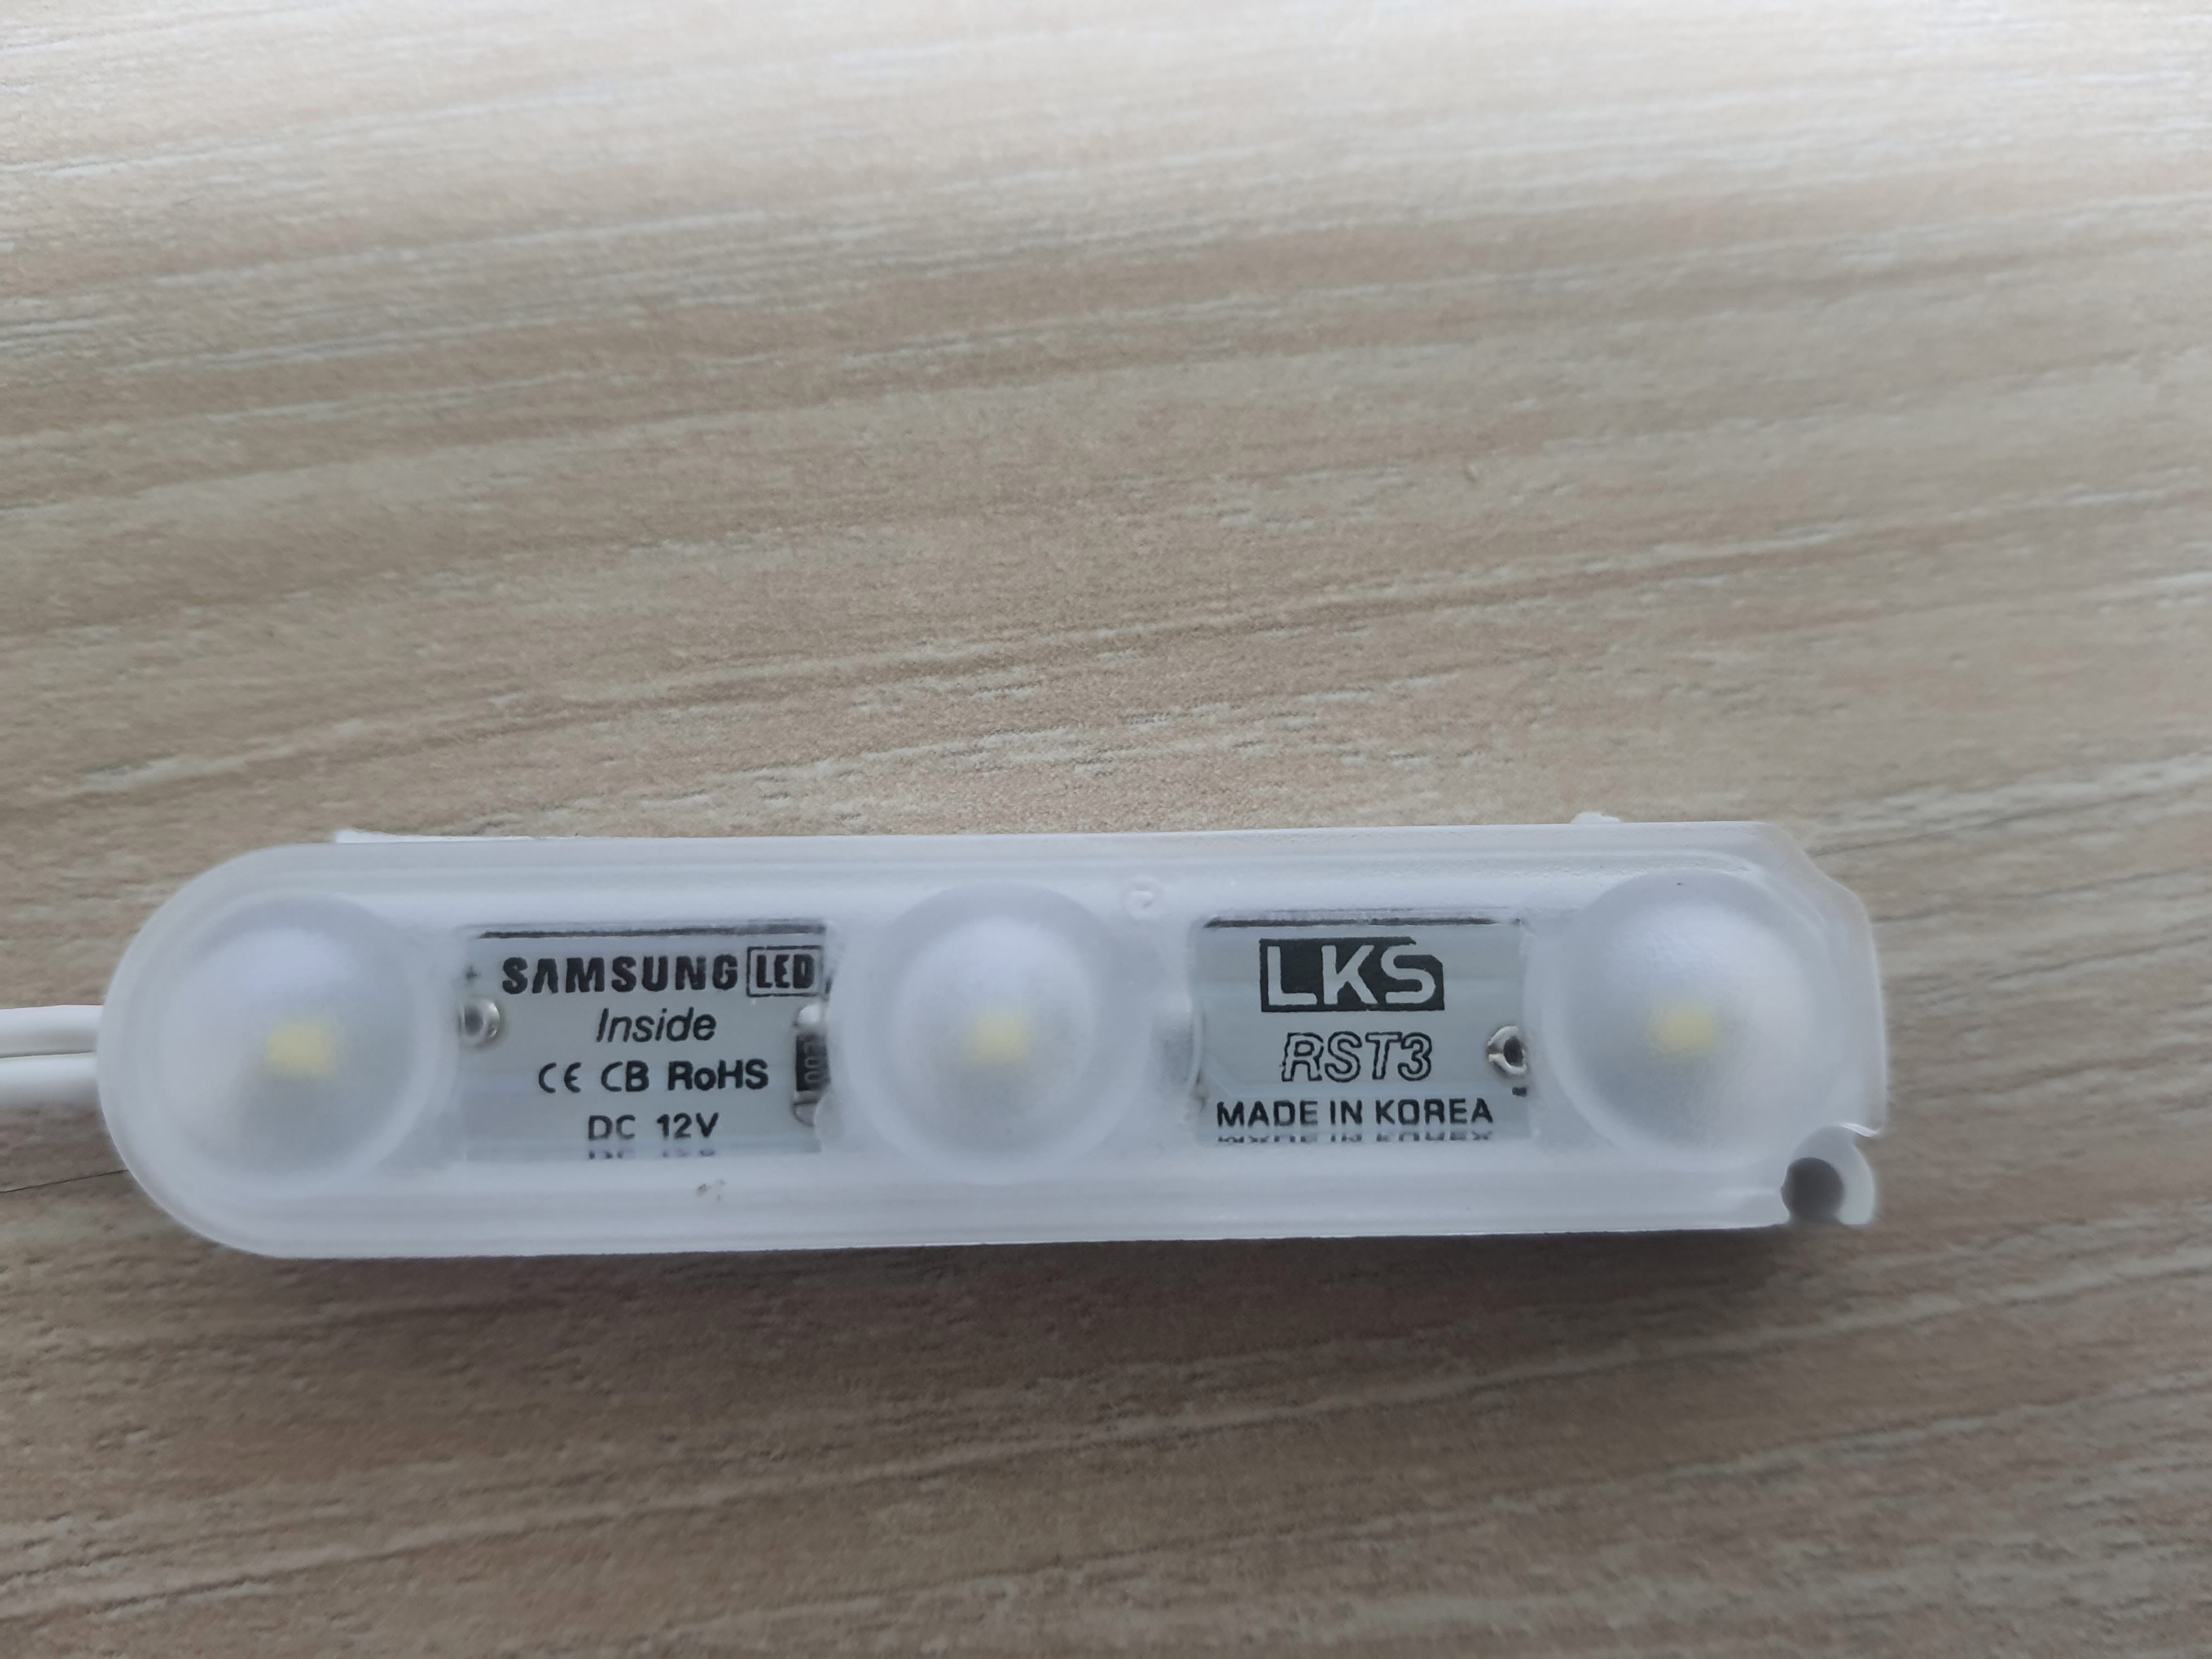 + SAMSUNG LED
Inside
CE CB RoHS
DC 12V
LKS
RST3
MADE IN KOREA
-